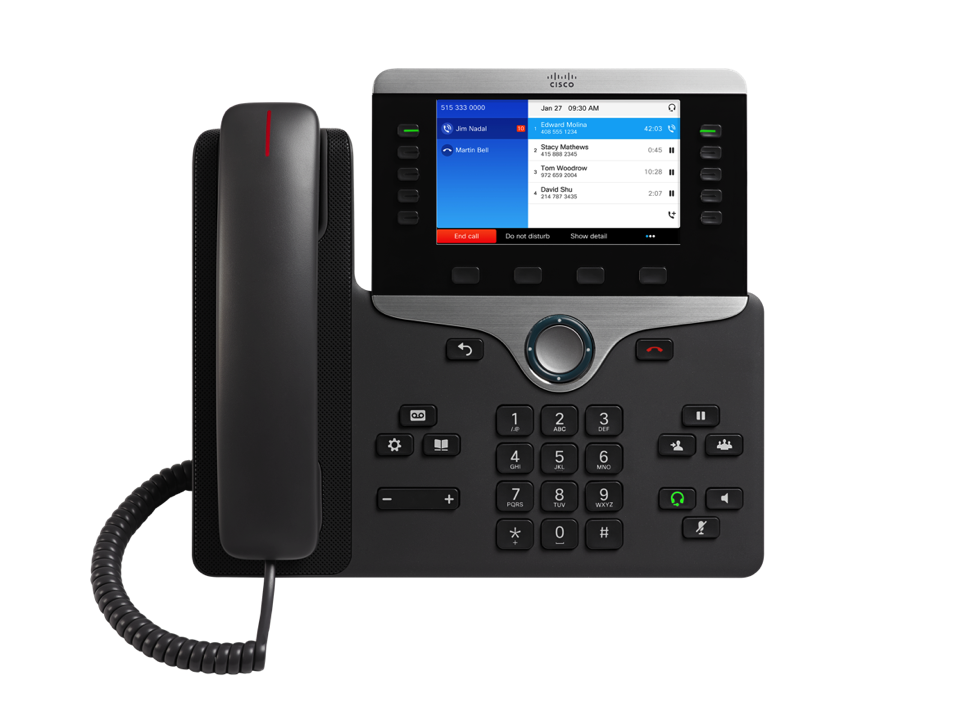 CISCO
515 333 0000
Jan 27 09:30 AM
Jim Nadal 10
Martin Bell
1 Edward Molina 42:03
408 555 1234
2 Stacy Mathews 0:45
415 888 2345
3 Tom Woodrow 10:28
972 659 2004
4 David Shu 2:07
214 787 3435
End call Do not disturb Show detail
1 2 3
ABC DEF
4 5 6
GHI JKL MNO
7 8 9
PQRS TUV WXYZ
* 0 #
- +
+